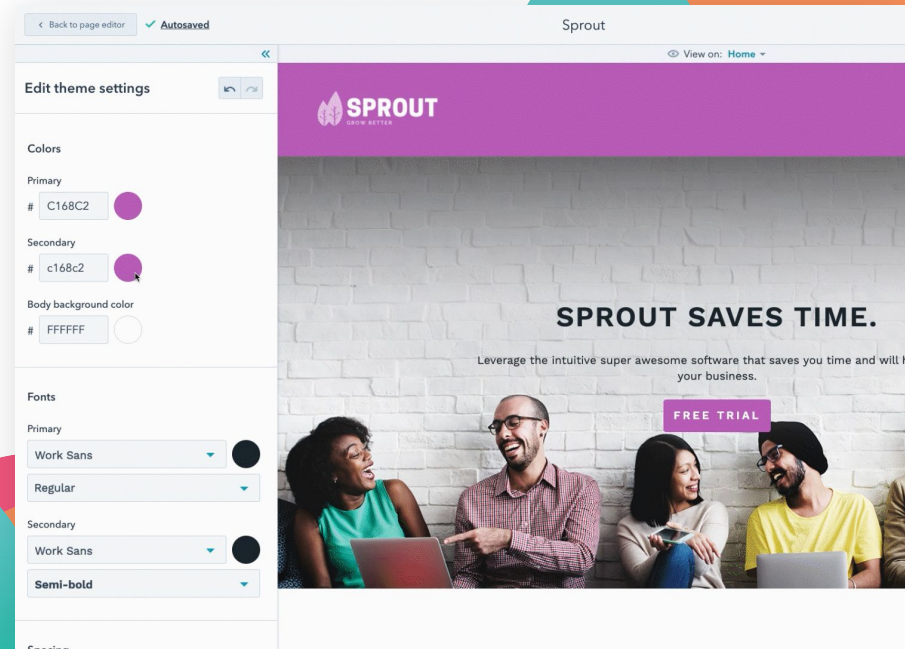 Back to page editor
Autosaved
Sprout
View on: Home
Edit theme settings
SPROUT
GROW BETTER
Colors
Primary
# C168C2
Secondary
# c168c2
Body background color
# FFFFFF
SPROUT SAVES TIME.
Leverage the intuitive super awesome software that saves you time and will
your business.
FREE TRIAL
Fonts
Primary
Work Sans
Regular
Secondary
Work Sans
Semi-bold